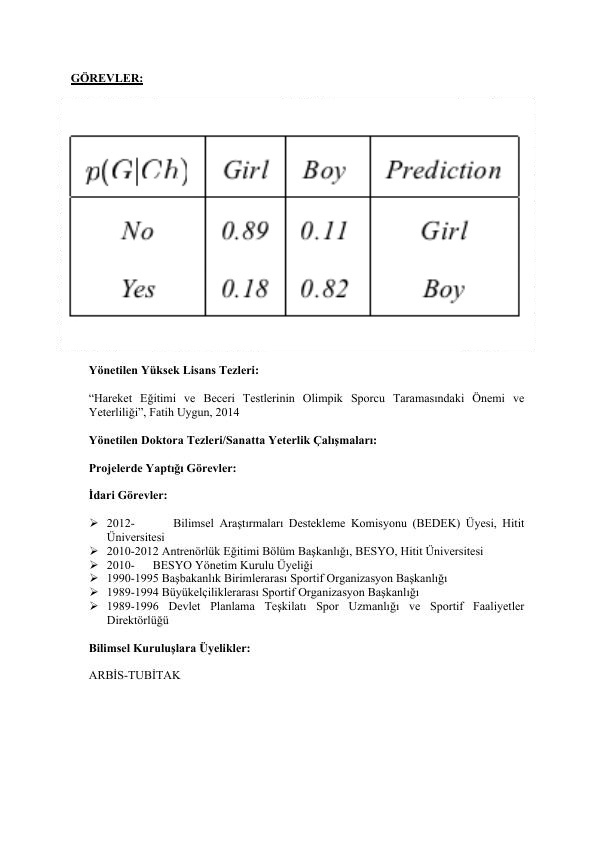 GÖREVLER:
p(G|Ch) Girl Boy Prediction
No 0.89 0.11 Girl
Yes 0.18 0.82 Boy
Yönetilen Yüksek Lisans Tezleri:
“Hareket Eğitimi ve Beceri Testlerinin Olimpik Sporcu Taramasındaki Önemi ve
Yeterliliği”, Fatih Uygun, 2014
Yönetilen Doktora Tezleri/Sanatta Yeterlik Çalışmaları:
Projelerde Yaptığı Görevler:
İdari Görevler:
➢ 2012- Bilimsel Araştırmaları Destekleme Komisyonu (BEDEK) Üyesi, Hitit
Üniversitesi
➢ 2010-2012 Antrenörlük Eğitimi Bölüm Başkanlığı, BESYO, Hitit Üniversitesi
➢ 2010- BESYO Yönetim Kurulu Üyeliği
➢ 1990-1995 Başbakanlık Birimlerarası Sportif Organizasyon Başkanlığı
➢ 1989-1994 Büyükelçiliklerarası Sportif Organizasyon Başkanlığı
➢ 1989-1996 Devlet Planlama Teşkilatı Spor Uzmanlığı ve Sportif Faaliyetler
Direktörlüğü
Bilimsel Kuruluşlara Üyelikler:
ARBİS-TUBİTAK